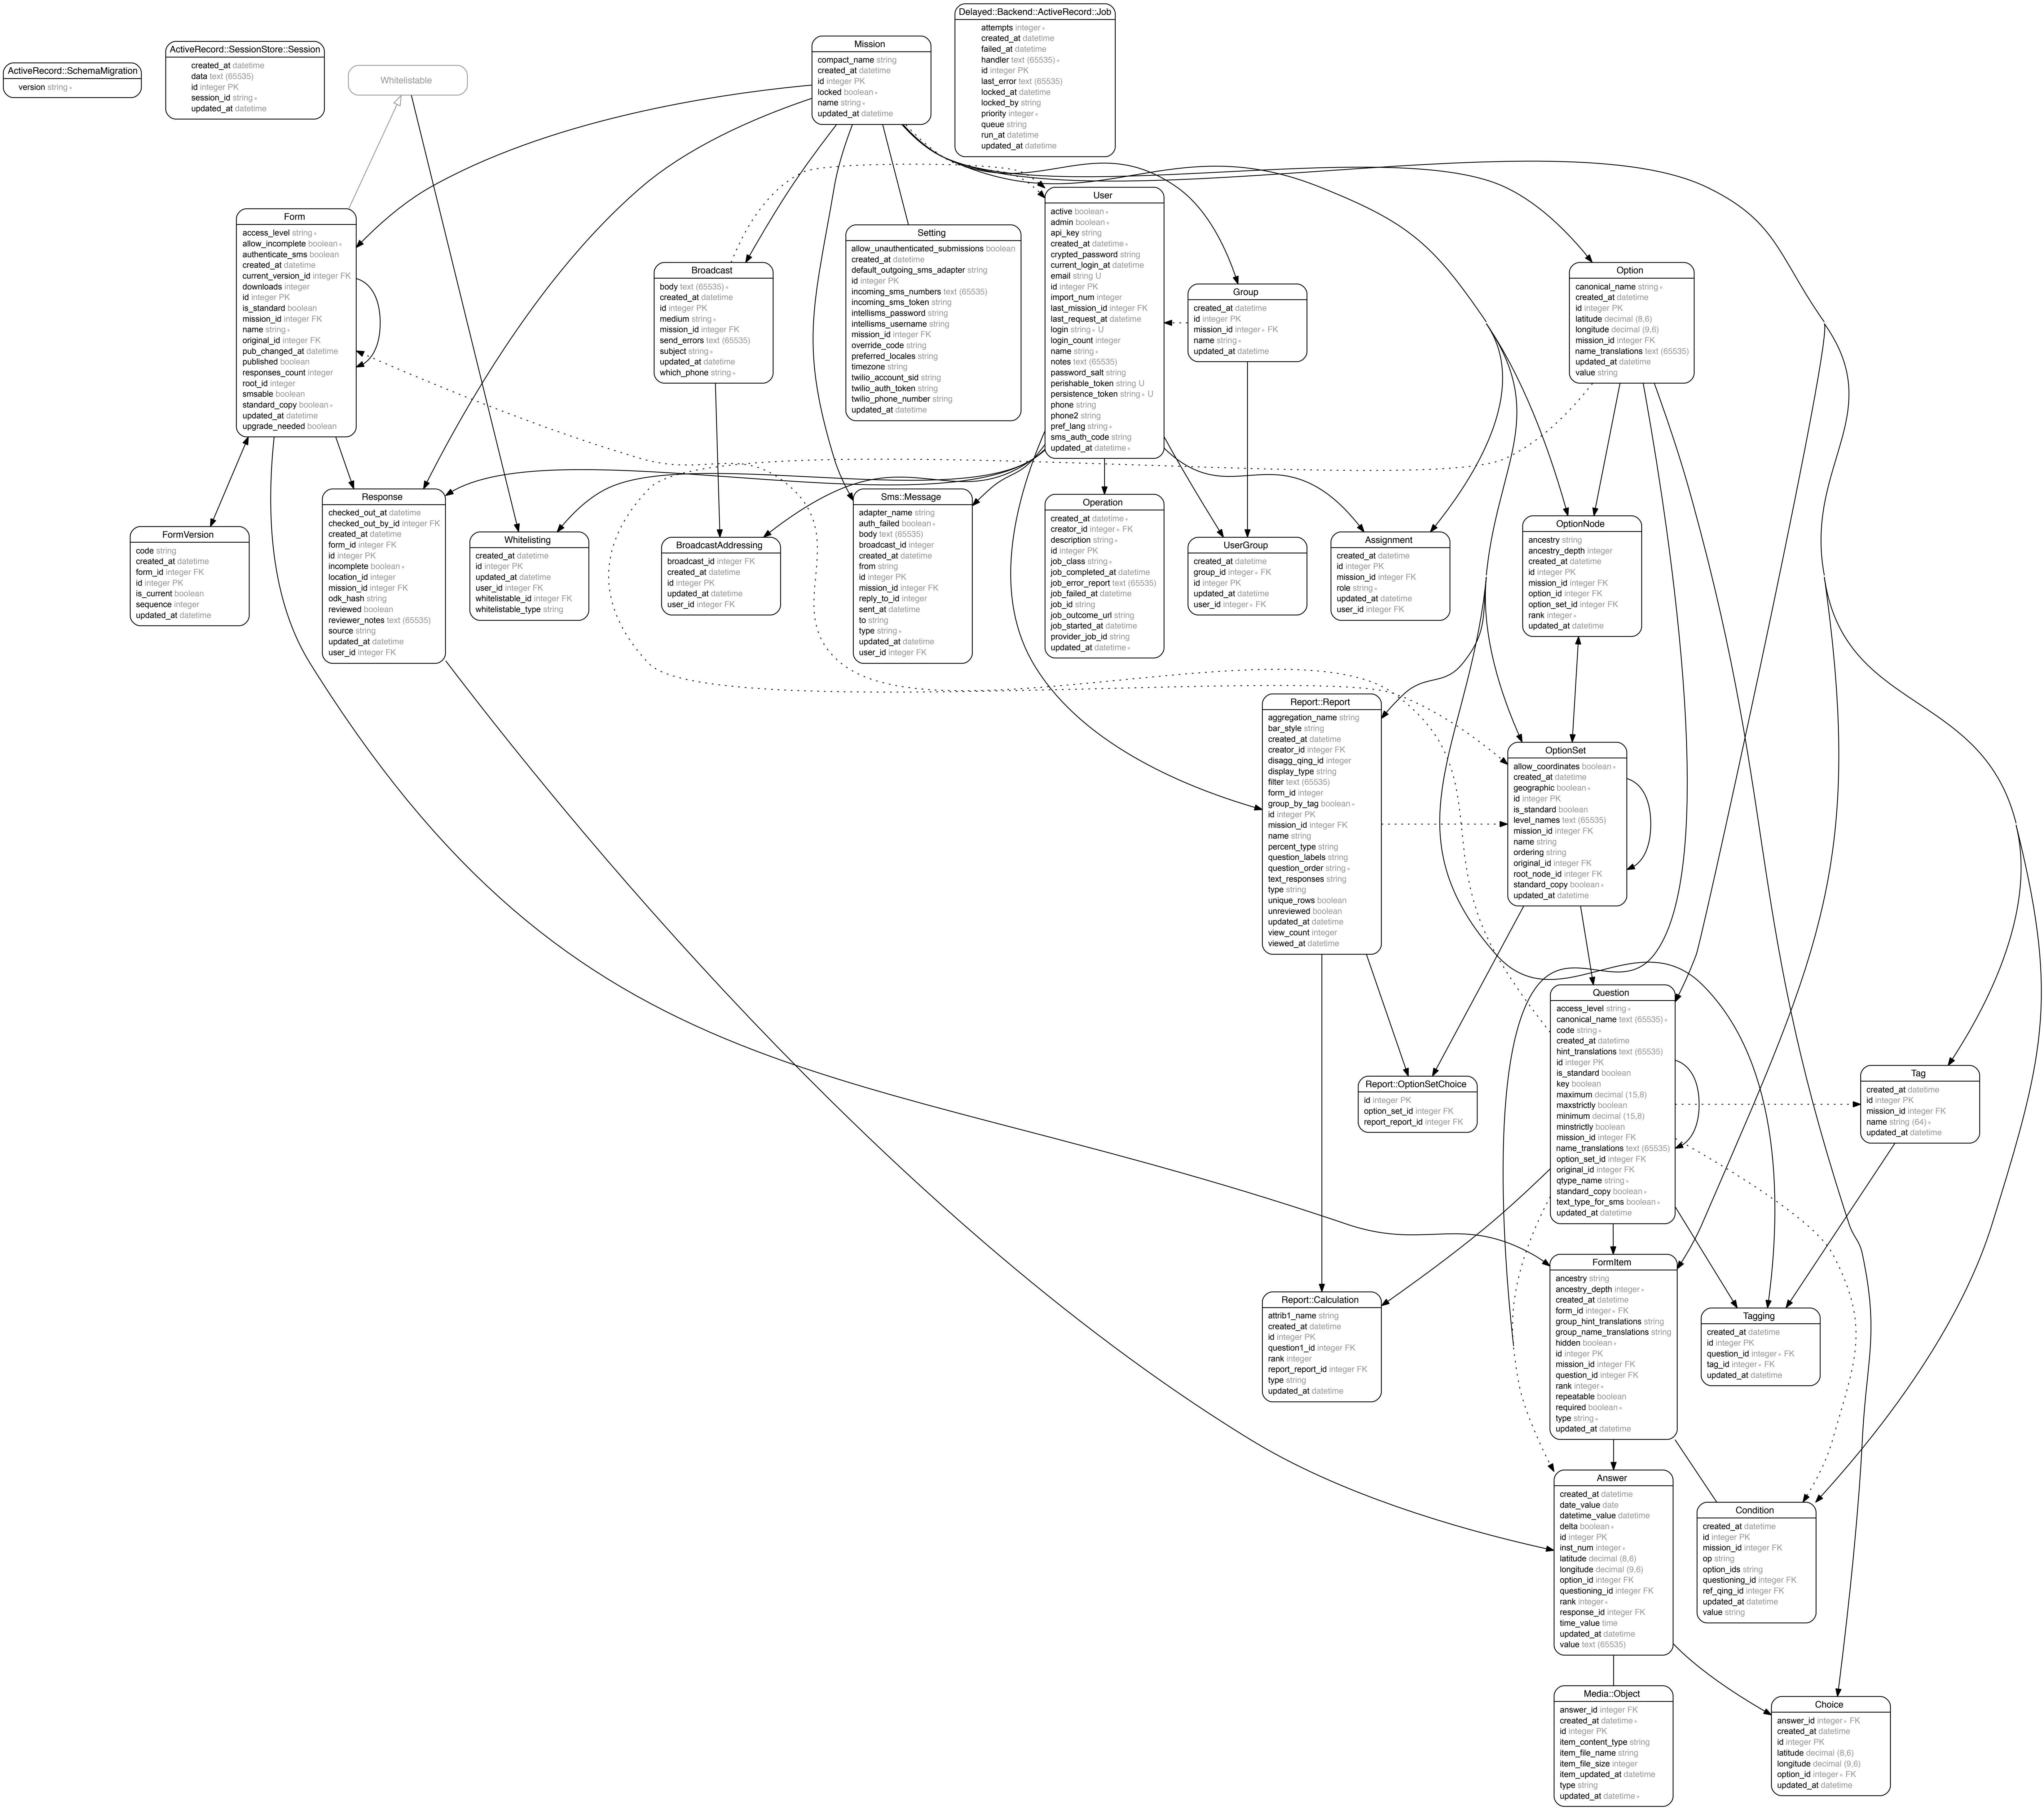 ActiveRecord::SchemaMigration
version string ∗
ActiveRecord::SessionStore::Session
created_at datetime
data text (65535)
id integer PK
session_id string ∗
updated_at datetime
Whitelistable
Mission
compact_name string
created_at datetime
id integer PK
locked boolean ∗
name string ∗
updated_at datetime
Delayed::Backend::ActiveRecord::Job
attempts integer ∗
created_at datetime
failed_at datetime
handler text (65535) ∗
id integer PK
last_error text (65535)
locked_at datetime
locked_by string
priority integer ∗
queue string
run_at datetime
updated_at datetime
Form
access_level string ∗
allow_incomplete boolean ∗
authenticate_sms boolean
created_at datetime
current_version_id integer FK
downloads integer
id integer PK
is_standard boolean
mission_id integer FK
name string ∗
original_id integer FK
pub_changed_at datetime
published boolean
responses_count integer
root_id integer
smsable boolean
standard_copy boolean ∗
updated_at datetime
upgrade_needed boolean
Broadcast
body text (65535) ∗
created_at datetime
id integer PK
medium string ∗
mission_id integer FK
send_errors text (65535)
subject string ∗
updated_at datetime
which_phone string ∗
Setting
allow_unauthenticated_submissions boolean
created_at datetime
default_outgoing_sms_adapter string
id integer PK
incoming_sms_numbers text (65535)
incoming_sms_token string
intellisms_password string
intellisms_username string
mission_id integer FK
override_code string
preferred_locales string
timezone string
twilio_account_sid string
twilio_auth_token string
twilio_phone_number string
updated_at datetime
User
active boolean ∗
admin boolean ∗
api_key string
created_at datetime ∗
crypted_password string
current_login_at datetime
email string U
id integer PK
import_num integer
last_mission_id integer FK
last_request_at datetime
login string ∗ U
login_count integer
name string ∗
notes text (65535)
password_salt string
perishable_token string U
persistence_token string ∗ U
phone string
phone2 string
pref_lang string ∗
sms_auth_code string
updated_at datetime ∗
Group
created_at datetime
id integer PK
mission_id integer ∗ FK
name string ∗
updated_at datetime
Option
canonical_name string ∗
created_at datetime
id integer PK
latitude decimal (8,6)
longitude decimal (9,6)
mission_id integer FK
name_translations text (65535)
updated_at datetime
value string
FormVersion
code string
created_at datetime
form_id integer FK
id integer PK
is_current boolean
sequence integer
updated_at datetime
Response
checked_out_at datetime
checked_out_by_id integer FK
created_at datetime
form_id integer FK
id integer PK
incomplete boolean ∗
location_id integer
mission_id integer FK
odk_hash string
reviewed boolean
reviewer_notes text (65535)
source string
updated_at datetime
user_id integer FK
Whitelisting
created_at datetime
id integer PK
updated_at datetime
user_id integer FK
whitelistable_id integer FK
whitelistable_type string
BroadcastAddressing
broadcast_id integer FK
created_at datetime
id integer PK
updated_at datetime
user_id integer FK
Sms::Message
adapter_name string
auth_failed boolean ∗
body text (65535)
broadcast_id integer
created_at datetime
from string
id integer PK
mission_id integer FK
reply_to_id integer
sent_at datetime
to string
type string ∗
updated_at datetime
user_id integer FK
Operation
created_at datetime ∗
creator_id integer ∗ FK
description string ∗
id integer PK
job_class string ∗
job_completed_at datetime
job_error_report text (65535)
job_failed_at datetime
job_id string
job_outcome_url string
job_started_at datetime
provider_job_id string
updated_at datetime ∗
UserGroup
created_at datetime
group_id integer ∗ FK
id integer PK
updated_at datetime
user_id integer ∗ FK
Assignment
created_at datetime
id integer PK
mission_id integer FK
role string ∗
updated_at datetime
user_id integer FK
OptionNode
ancestry string
ancestry_depth integer
created_at datetime
id integer PK
mission_id integer FK
option_id integer FK
option_set_id integer FK
rank integer ∗
updated_at datetime
Report::Report
aggregation_name string
bar_style string
created_at datetime
creator_id integer FK
disagg_qing_id integer
display_type string
filter text (65535)
form_id integer
group_by_tag boolean ∗
id integer PK
mission_id integer FK
name string
percent_type string
question_labels string
question_order string ∗
text_responses string
type string
unique_rows boolean
unreviewed boolean
updated_at datetime
view_count integer
viewed_at datetime
OptionSet
allow_coordinates boolean ∗
created_at datetime
geographic boolean ∗
id integer PK
is_standard boolean
level_names text (65535)
mission_id integer FK
name string
ordering string
original_id integer FK
root_node_id integer FK
standard_copy boolean ∗
updated_at datetime
Question
access_level string ∗
canonical_name text (65535) ∗
code string ∗
created_at datetime
hint_translations text (65535)
id integer PK
is_standard boolean
key boolean
maximum decimal (15,8)
maxstrictly boolean
minimum decimal (15,8)
minstrictly boolean
mission_id integer FK
name_translations text (65535)
option_set_id integer FK
original_id integer FK
qtype_name string ∗
standard_copy boolean ∗
text_type_for_sms boolean ∗
updated_at datetime
Report::OptionSetChoice
id integer PK
option_set_id integer FK
report_report_id integer FK
Tag
created_at datetime
id integer PK
mission_id integer FK
name string (64) ∗
updated_at datetime
Report::Calculation
attrib1_name string
created_at datetime
id integer PK
question1_id integer FK
rank integer
report_report_id integer FK
type string
updated_at datetime
FormItem
ancestry string
ancestry_depth integer ∗
created_at datetime
form_id integer ∗ FK
group_hint_translations string
group_name_translations string
hidden boolean ∗
id integer PK
mission_id integer FK
question_id integer FK
rank integer ∗
repeatable boolean
required boolean ∗
type string ∗
updated_at datetime
Tagging
created_at datetime
id integer PK
question_id integer ∗ FK
tag_id integer ∗ FK
updated_at datetime
Answer
created_at datetime
date_value date
datetime_value datetime
delta boolean ∗
id integer PK
inst_num integer ∗
latitude decimal (8,6)
longitude decimal (9,6)
option_id integer FK
questioning_id integer FK
rank integer ∗
response_id integer FK
time_value time
updated_at datetime
value text (65535)
Condition
created_at datetime
id integer PK
mission_id integer FK
op string
option_ids string
questioning_id integer FK
ref_qing_id integer FK
updated_at datetime
value string
Media::Object
answer_id integer FK
created_at datetime ∗
id integer PK
item_content_type string
item_file_name string
item_file_size integer
item_updated_at datetime
type string
updated_at datetime ∗
Choice
answer_id integer ∗ FK
created_at datetime
id integer PK
latitude decimal (8,6)
longitude decimal (9,6)
option_id integer ∗ FK
updated_at datetime